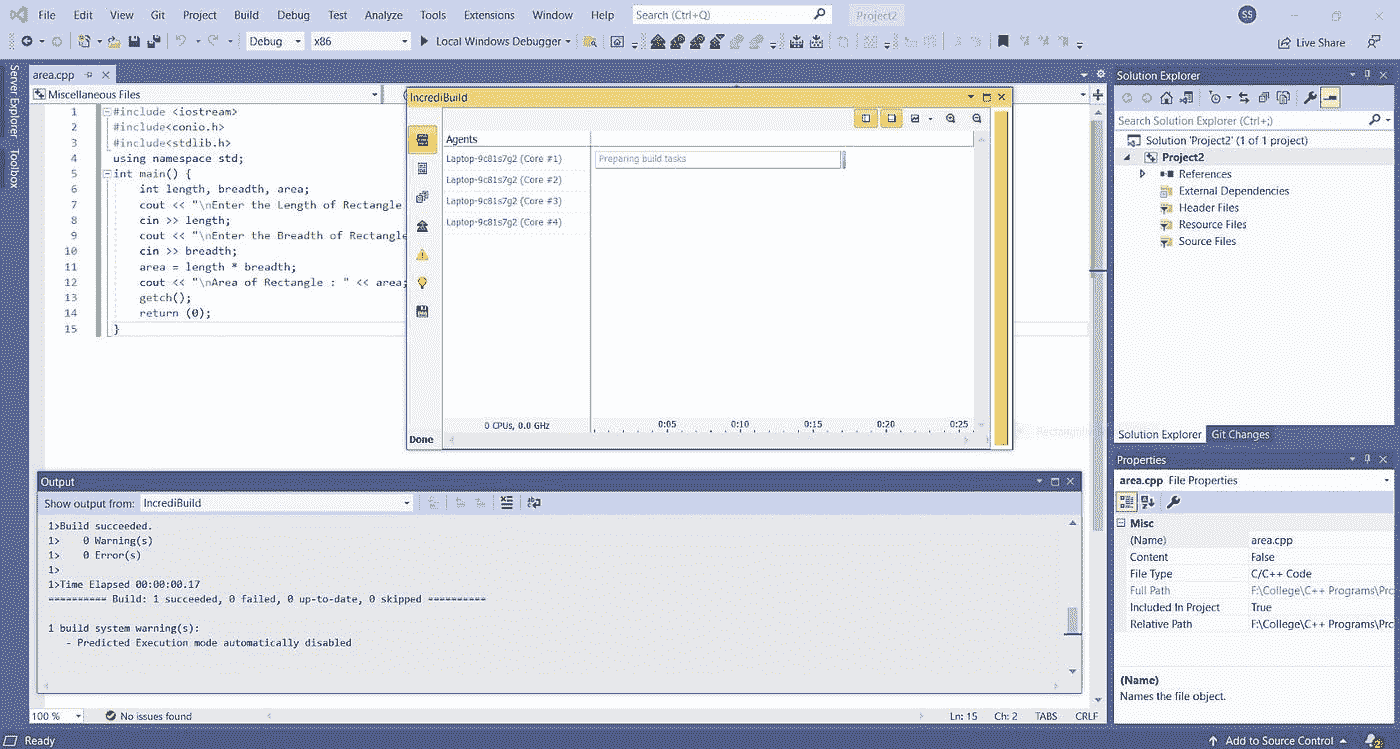 File Edit View Git Project Build Debug Test Analyze Tools Extensions Window Help Search (Ctrl+Q) Project2 SS
Debug x86 Local Windows Debugger Live Share
Server Explorer
Toolbox
area.cpp
Miscellaneous Files
1 #include <iostream>
2 #include<conio.h>
3 #include<stdlib.h>
4 using namespace std;
5 int main() {
6 int length, breadth, area;
7 cout << "\nEnter the Length of Rectangle
8 cin >> length;
9 cout << "\nEnter the Breadth of Rectangle
10 cin >> breadth;
11 area = length * breadth;
12 cout << "\nArea of Rectangle : " << area;
13 getch();
14 return (0);
15 }
IncrediBuild
Agents
Laptop-9c81s7g2 (Core #1) Preparing build tasks
Laptop-9c81s7g2 (Core #2)
Laptop-9c81s7g2 (Core #3)
Laptop-9c81s7g2 (Core #4)
0 CPUs, 0.0 GHz 0:05 0:10 0:15 0:20 0:25
Done
Output
Show output from: IncrediBuild
1>Build succeeded.
1> 0 Warning(s)
1> 0 Error(s)
1>
1>Time Elapsed 00:00:00.17
========== Build: 1 succeeded, 0 failed, 0 up-to-date, 0 skipped ==========
1 build system warning(s):
- Predicted Execution mode automatically disabled
100 % No issues found Ln: 15 Ch: 2 TABS CRLF
Solution Explorer
Search Solution Explorer (Ctrl+;)
Solution 'Project2' (1 of 1 project)
Project2
References
External Dependencies
Header Files
Resource Files
Source Files
Solution Explorer Git Changes
Properties
area.cpp File Properties
Misc
(Name) area.cpp
Content False
File Type C/C++ Code
Full Path F:\College\C++ Programs\Prc
Included In Project True
Relative Path F:\College\C++ Programs\Prc
(Name)
Names the file object.
Ready Add to Source Control 2